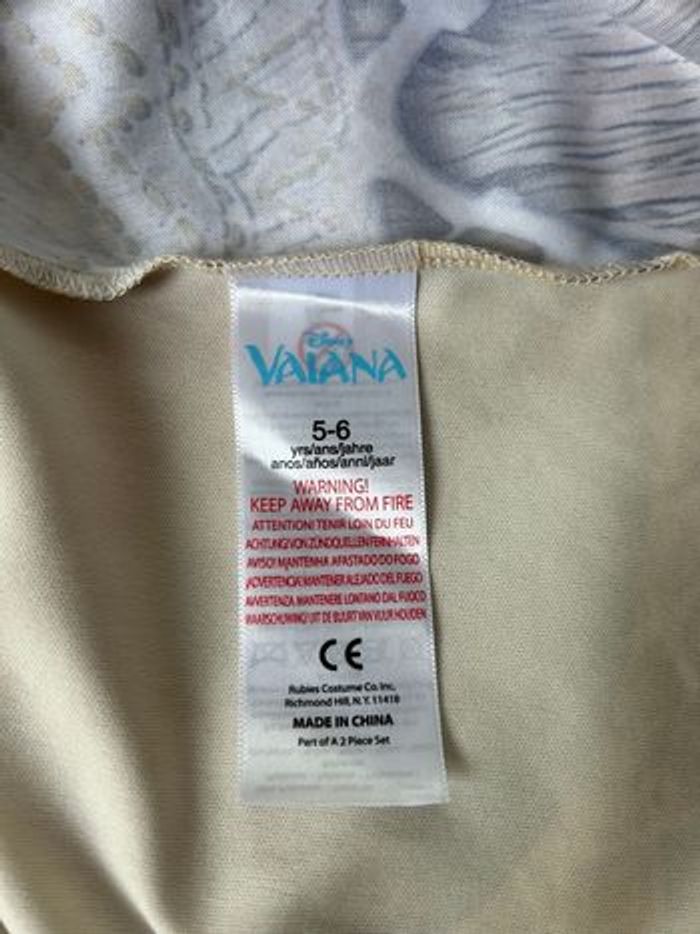 Disney
VAIANA
5-6
yrs/ans/jahre
anos/años/anni/jaar
WARNING!
KEEP AWAY FROM FIRE
ATTENTION! TENIR LOIN DU FEU
ACHTUNG! VON ZÜNDQUELLEN FERNHALTEN
AVISO! MANTENHA AFASTADO DO FOGO
¡ADVERTENCIA! MANTENER ALEJADO DEL FUEGO
AVVERTENZA. MANTENERE LONTANO DAL FUOCO
WAARSCHUWING! UIT DE BUURT VAN VUUR HOUDEN
CE
Rubies Costume Co. Inc.
Richmond Hill, N.Y. 11418
MADE IN CHINA
Part of A 2 Piece Set